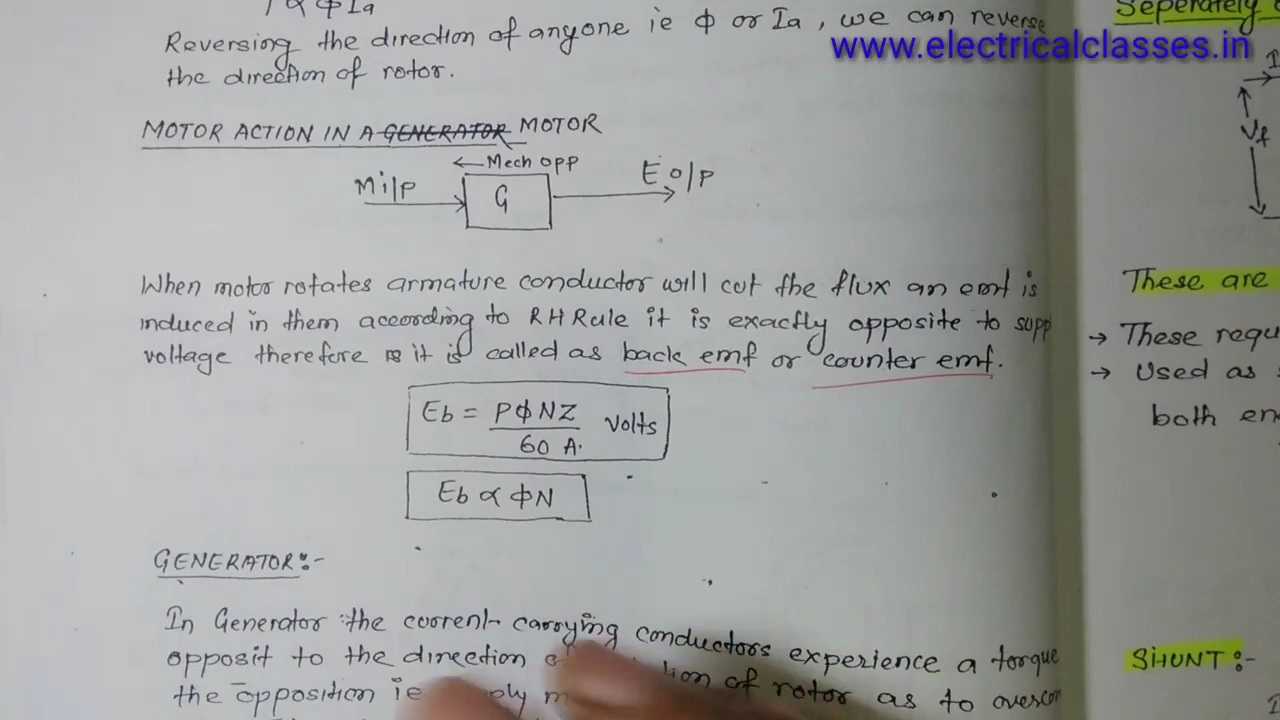 T ∝ ϕ Ia
Reversing the direction of anyone ie ϕ or Ia, we can reverse
the direction of rotor.
www.electricalclasses.in
MOTOR ACTION IN A GENERATOR MOTOR
← Mech opp
M i/p
G
E o/p
When motor rotates armature conductor will cut the flux an emf is
induced in them according to RH Rule it is exactly opposite to supp
voltage therefore it is called as back emf or counter emf.
Eb = PϕNZ / 60 A. Volts
Eb ∝ ϕN
GENERATOR:-
In Generator the current carrying conductors experience a torque
opposit to the direction of rotor as to overcom
the opposition ie
Seperately
I
Vf
These are
→ These requ
→ Used as
both en
SHUNT:-